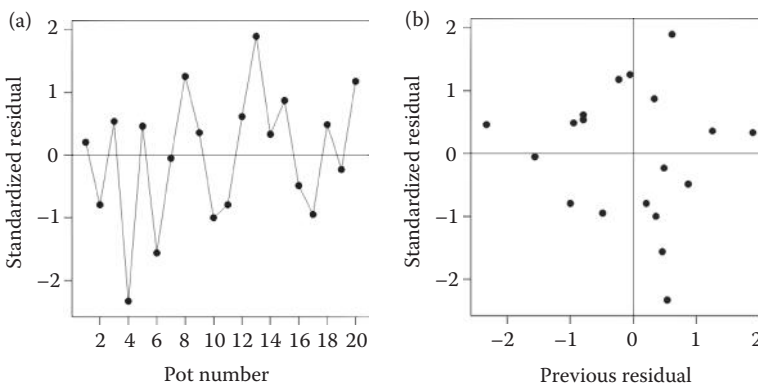 (a)
2
1
0
−1
−2
Standardized residual
2 4 6 8 10 12 14 16 18 20
Pot number
(b)
2
1
0
−1
−2
Standardized residual
−2 −1 0 1 2
Previous residual